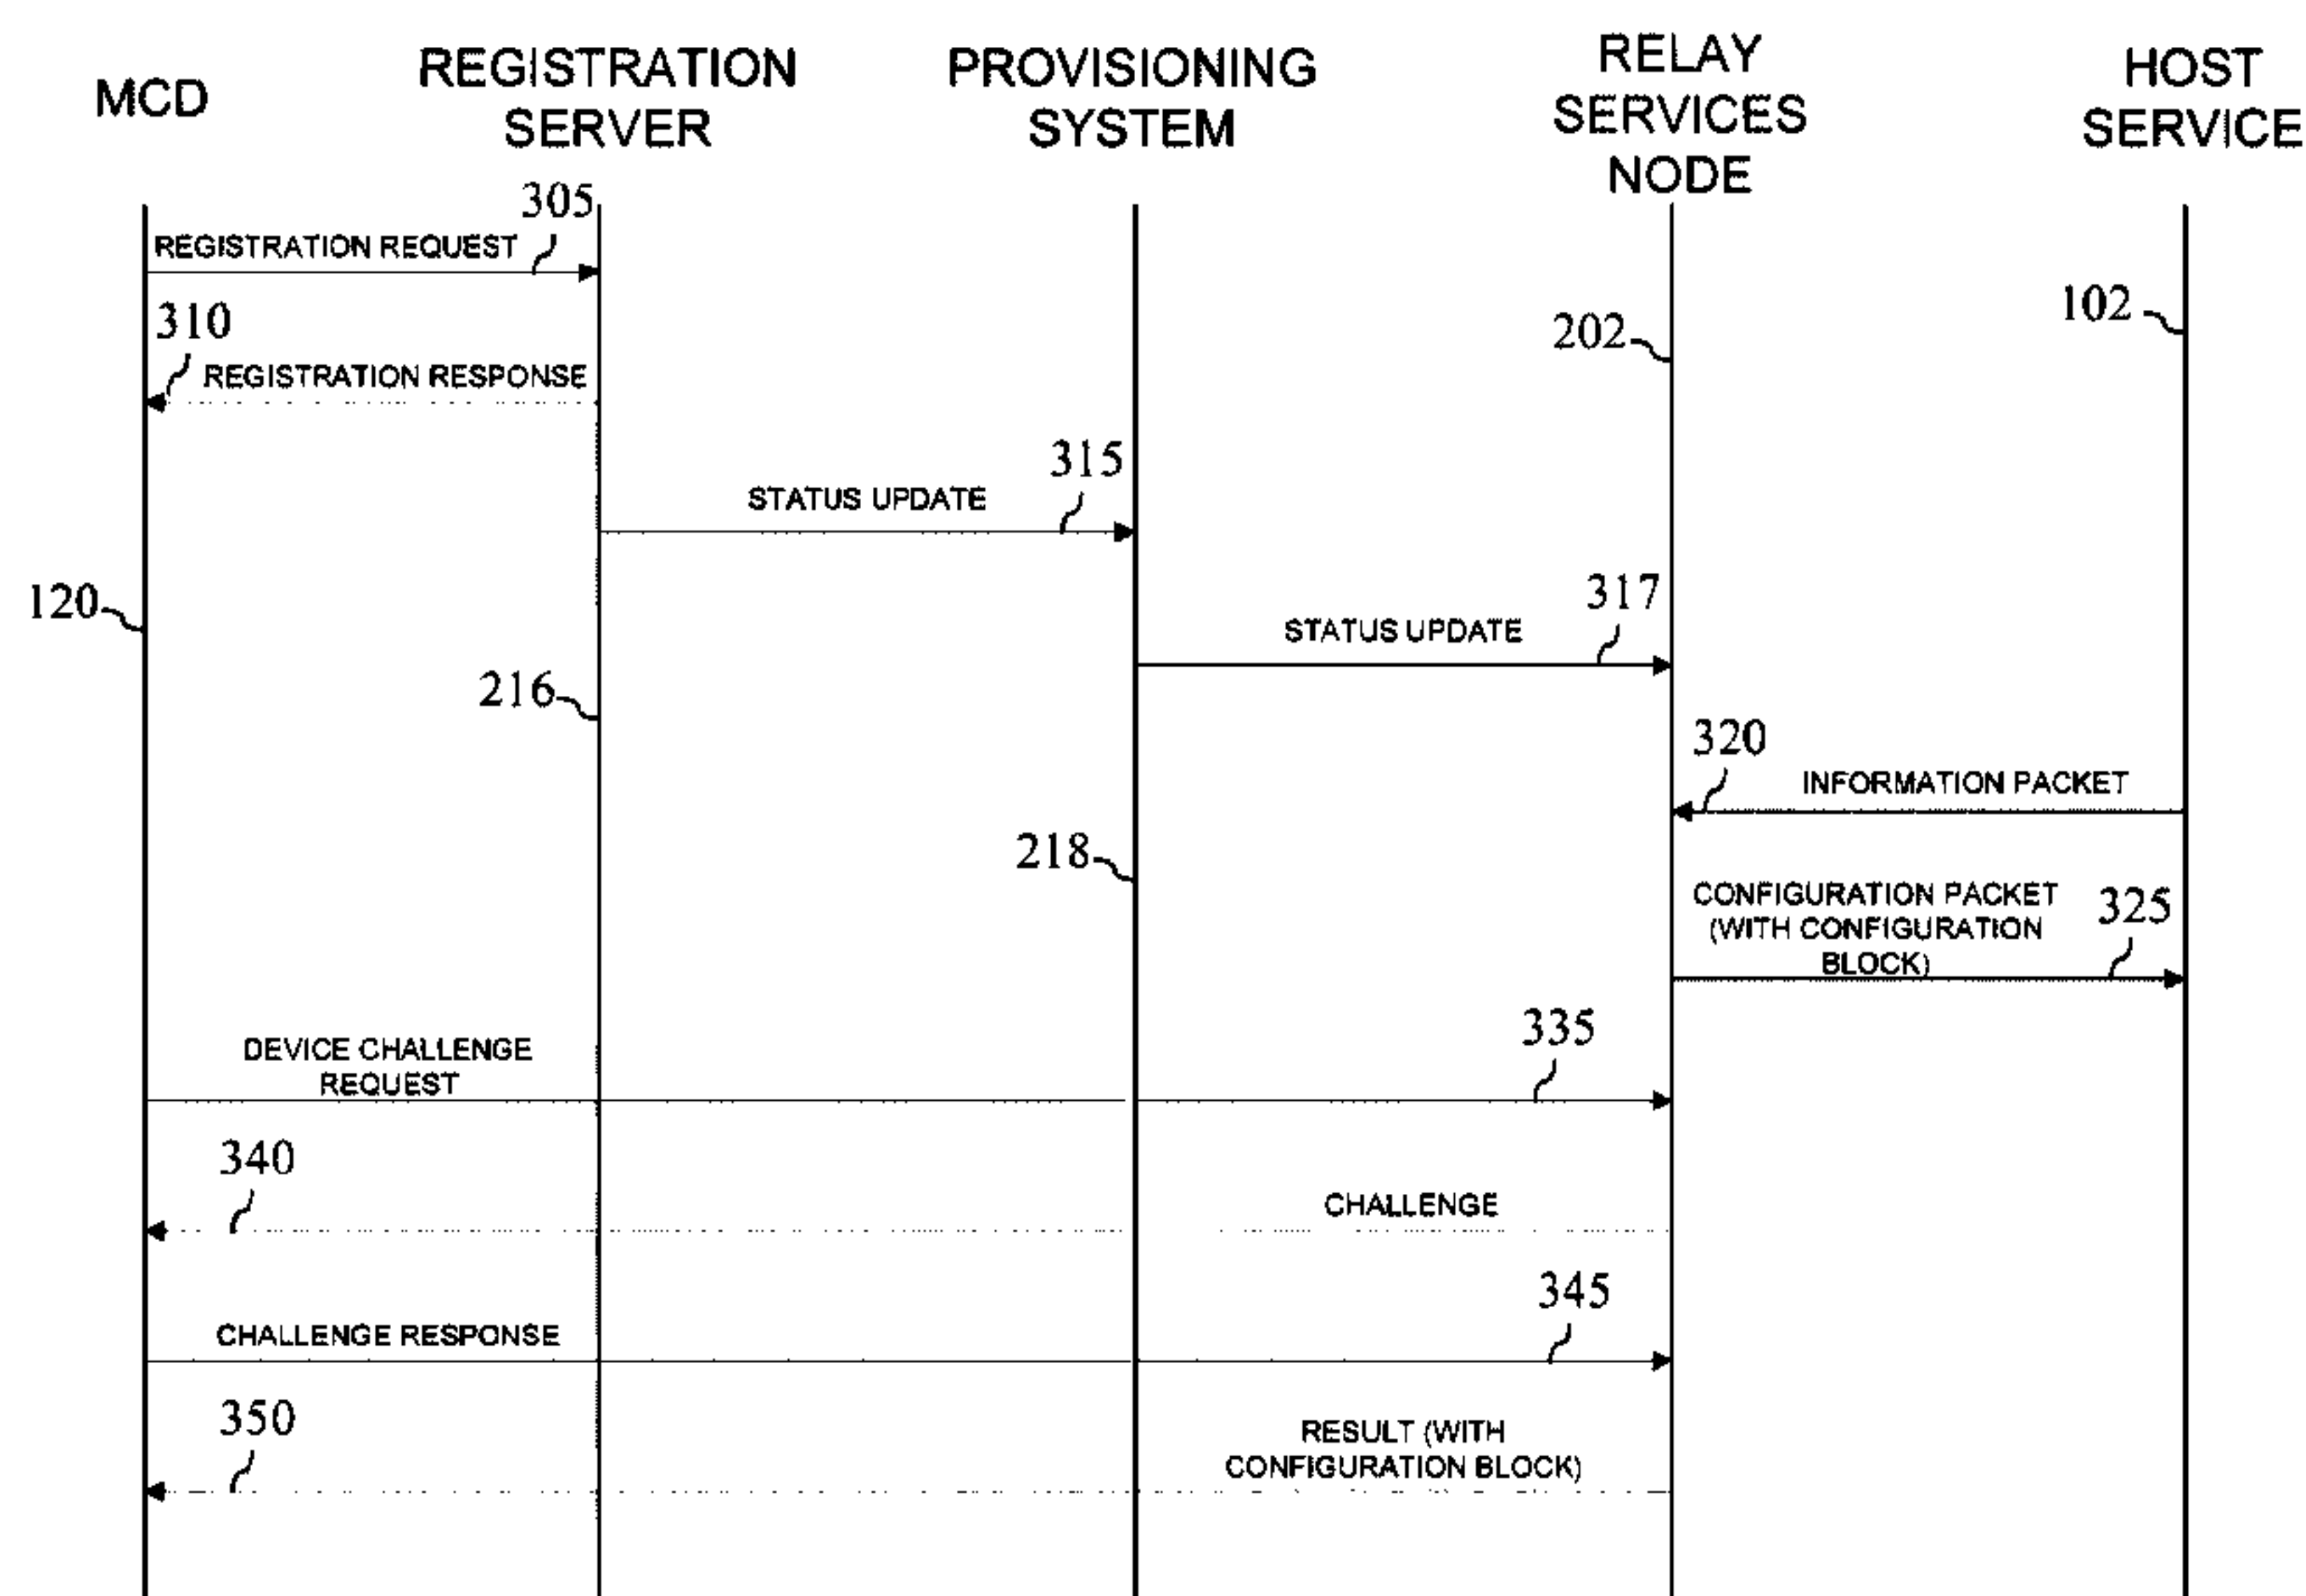 MCD
REGISTRATION
SERVER
PROVISIONING
SYSTEM
RELAY
SERVICES
NODE
HOST
SERVICE
305
REGISTRATION REQUEST
310
REGISTRATION RESPONSE
102
202
315
STATUS UPDATE
120
317
STATUS UPDATE
216
320
INFORMATION PACKET
218
CONFIGURATION PACKET
(WITH CONFIGURATION
BLOCK)
325
335
DEVICE CHALLENGE
REQUEST
340
CHALLENGE
345
CHALLENGE RESPONSE
350
RESULT (WITH
CONFIGURATION BLOCK)